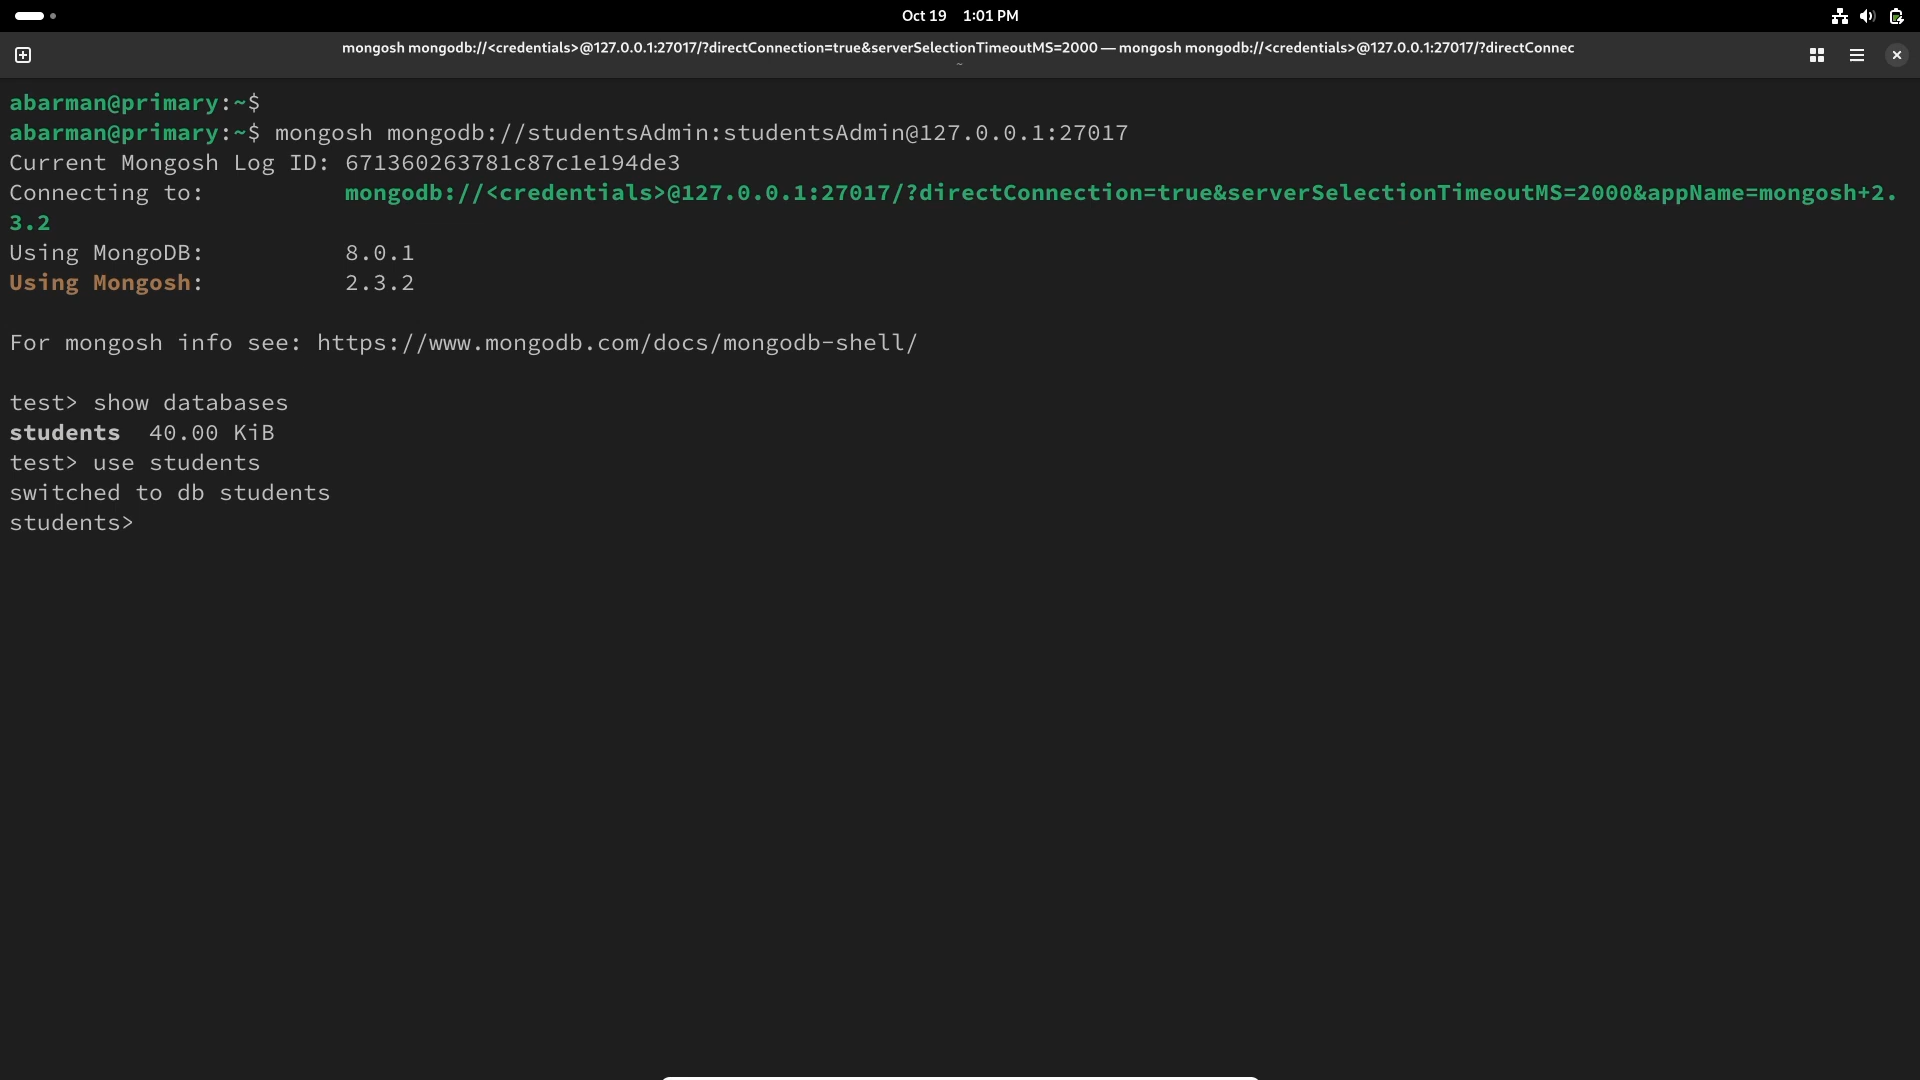 Oct 19 1:01 PM
mongosh mongodb://<credentials>@127.0.0.1:27017/?directConnection=true&serverSelectionTimeoutMS=2000 — mongosh mongodb://<credentials>@127.0.0.1:27017/?directConnec
~
abarman@primary:~$
abarman@primary:~$ mongosh mongodb://studentsAdmin:studentsAdmin@127.0.0.1:27017
Current Mongosh Log ID: 671360263781c87c1e194de3
Connecting to: mongodb://<credentials>@127.0.0.1:27017/?directConnection=true&serverSelectionTimeoutMS=2000&appName=mongosh+2.
3.2
Using MongoDB: 8.0.1
Using Mongosh: 2.3.2
For mongosh info see: https://www.mongodb.com/docs/mongodb-shell/
test> show databases
students 40.00 KiB
test> use students
switched to db students
students>